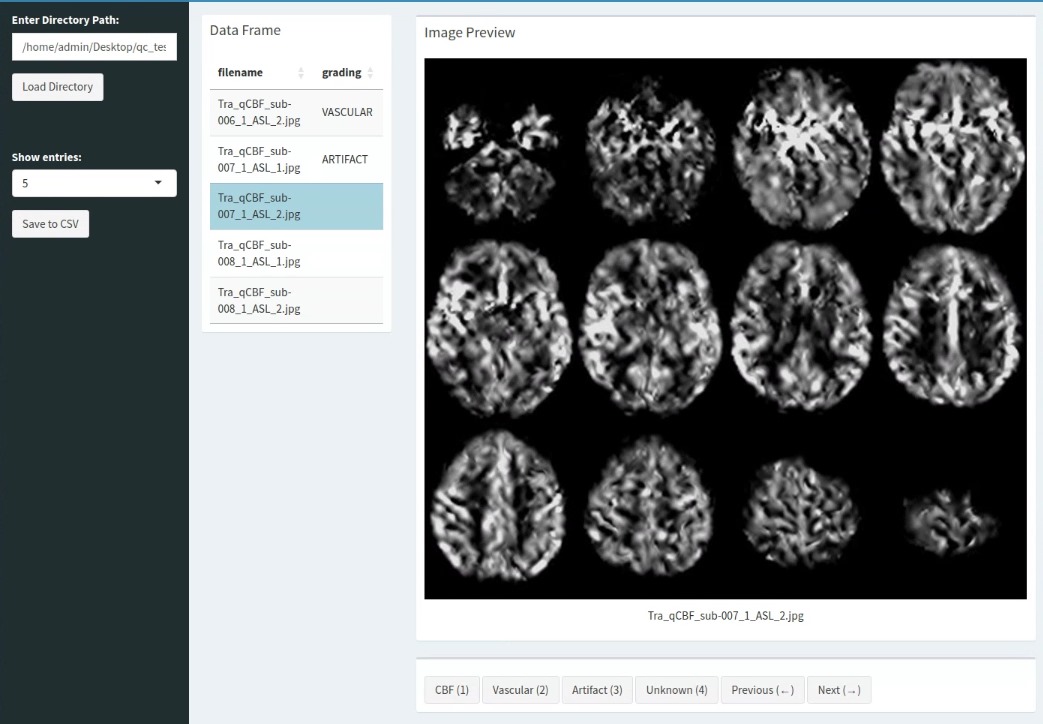 Enter Directory Path:
/home/admin/Desktop/qc_tes
Load Directory
Show entries:
5
Save to CSV
Data Frame
filename grading
Tra_qCBF_sub-
006_1_ASL_2.jpg VASCULAR
Tra_qCBF_sub-
007_1_ASL_1.jpg ARTIFACT
Tra_qCBF_sub-
007_1_ASL_2.jpg
Tra_qCBF_sub-
008_1_ASL_1.jpg
Tra_qCBF_sub-
008_1_ASL_2.jpg
Image Preview
Tra_qCBF_sub-007_1_ASL_2.jpg
CBF (1) Vascular (2) Artifact (3) Unknown (4) Previous (←) Next (→)